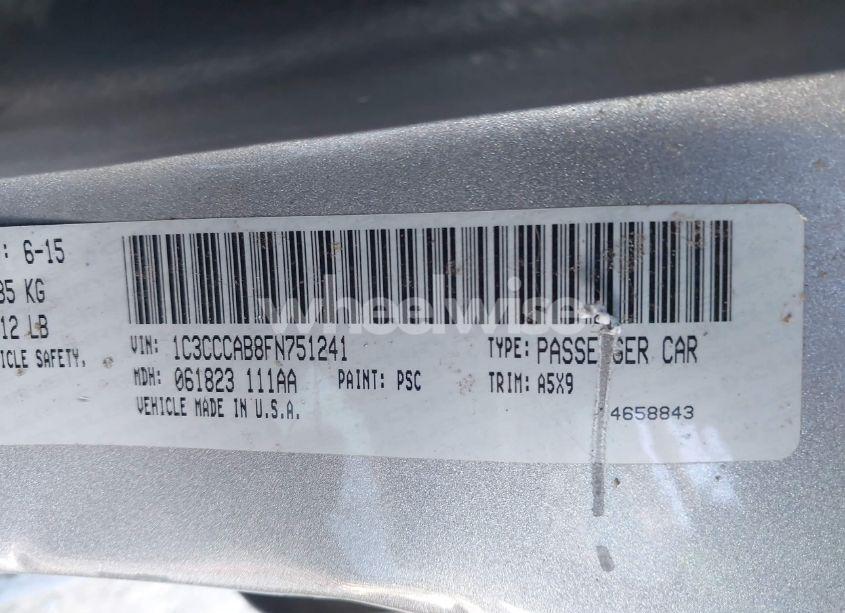 : 6-15
85 KG
12 LB
ICLE SAFETY,
VIN: 1C3CCCAB8FN751241
TYPE: PASSENGER CAR
MDH: 061823 111AA
PAINT: PSC
TRIM: A5X9
VEHICLE MADE IN U.S.A.
4658843
wheelwise